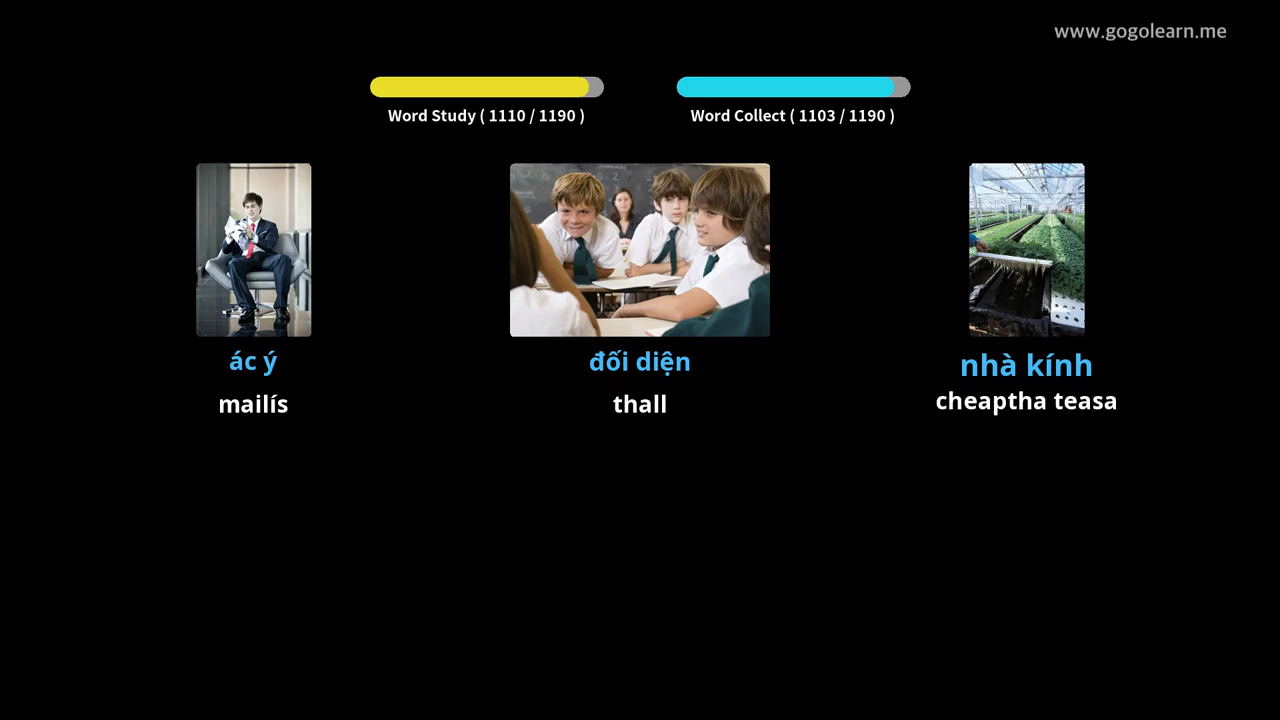 www.gogolearn.me
Word Study ( 1110 / 1190 )
Word Collect ( 1103 / 1190 )
ác ý
đối diện
nhà kính
mailís
thall
cheaptha teasa